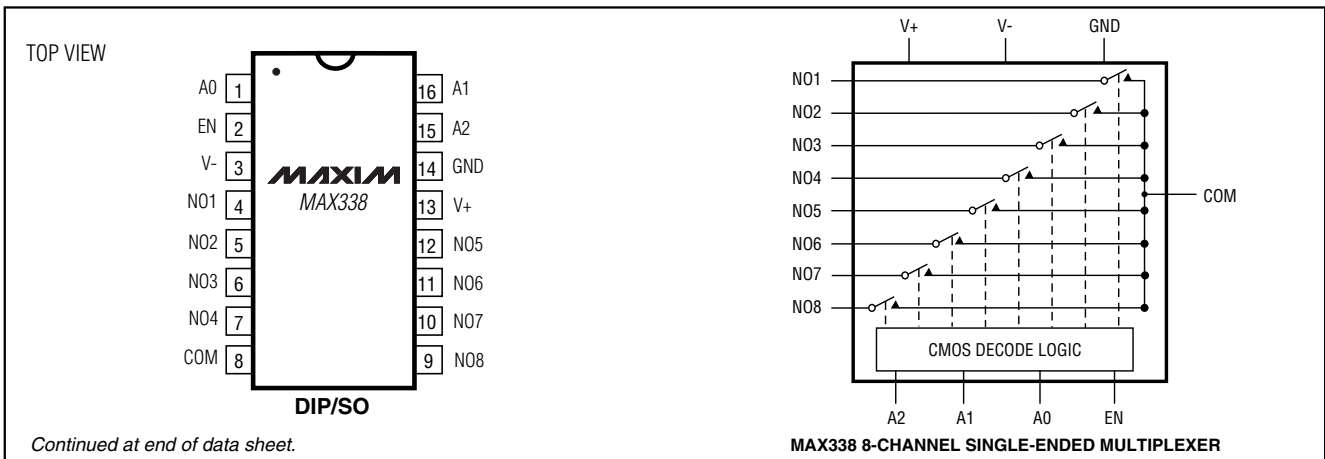 TOP VIEW
A0 1
EN 2
V- 3
NO1 4
NO2 5
NO3 6
NO4 7
COM 8
16 A1
15 A2
14 GND
13 V+
12 NO5
11 NO6
10 NO7
9 NO8
MAXIM
MAX338
DIP/SO
Continued at end of data sheet.
V+ V- GND
NO1
NO2
NO3
NO4
NO5
NO6
NO7
NO8
COM
CMOS DECODE LOGIC
A2 A1 A0 EN
MAX338 8-CHANNEL SINGLE-ENDED MULTIPLEXER